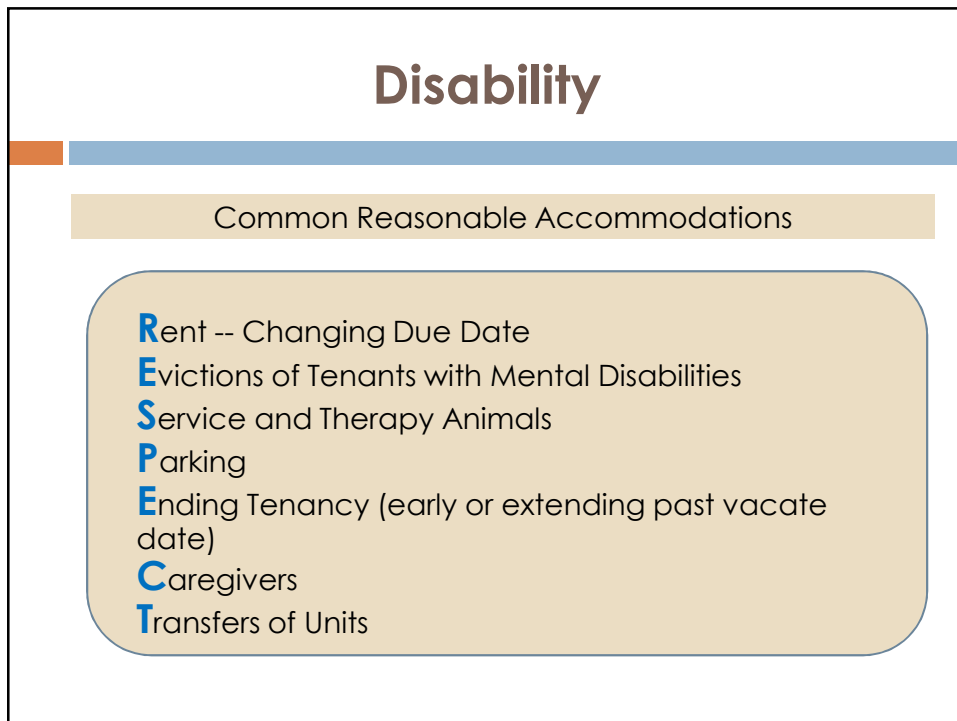 Disability
Common Reasonable Accommodations
Rent -- Changing Due Date
Evictions of Tenants with Mental Disabilities
Service and Therapy Animals
Parking
Ending Tenancy (early or extending past vacate
date)
Caregivers
Transfers of Units